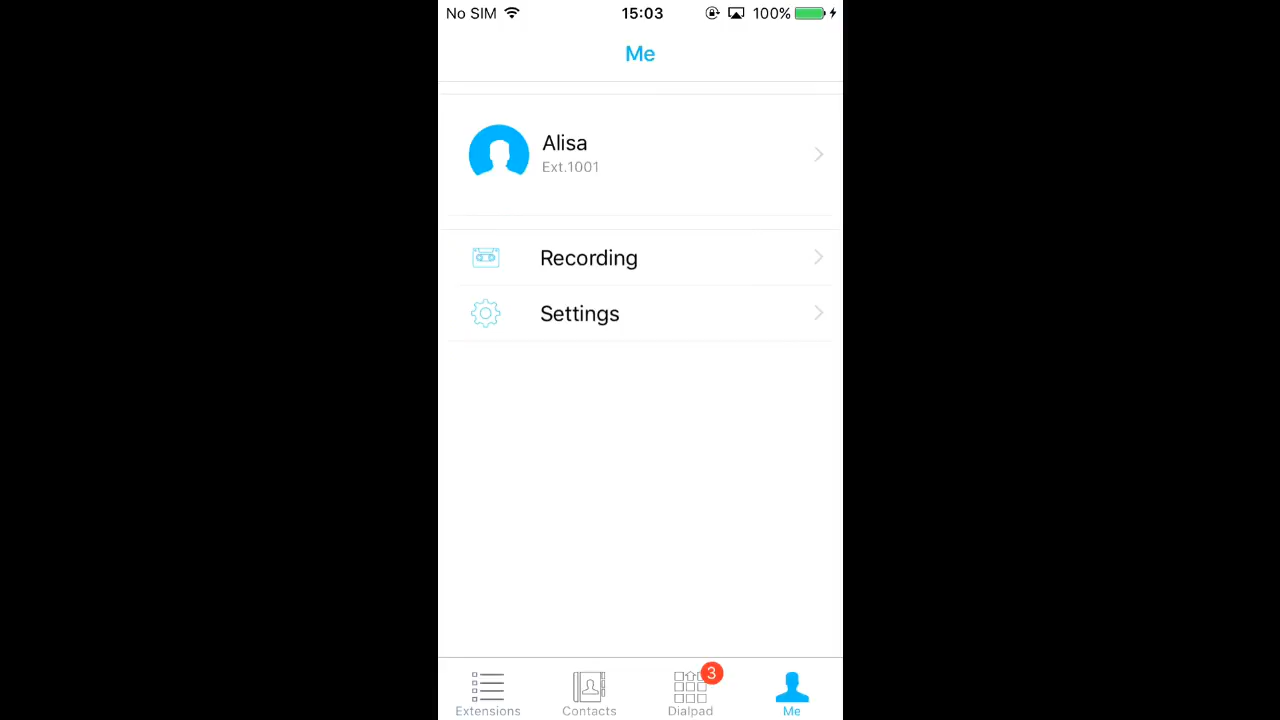 No SIM 15:03 100%
Me
Alisa
Ext.1001
Recording
Settings
3
Extensions Contacts Dialpad Me